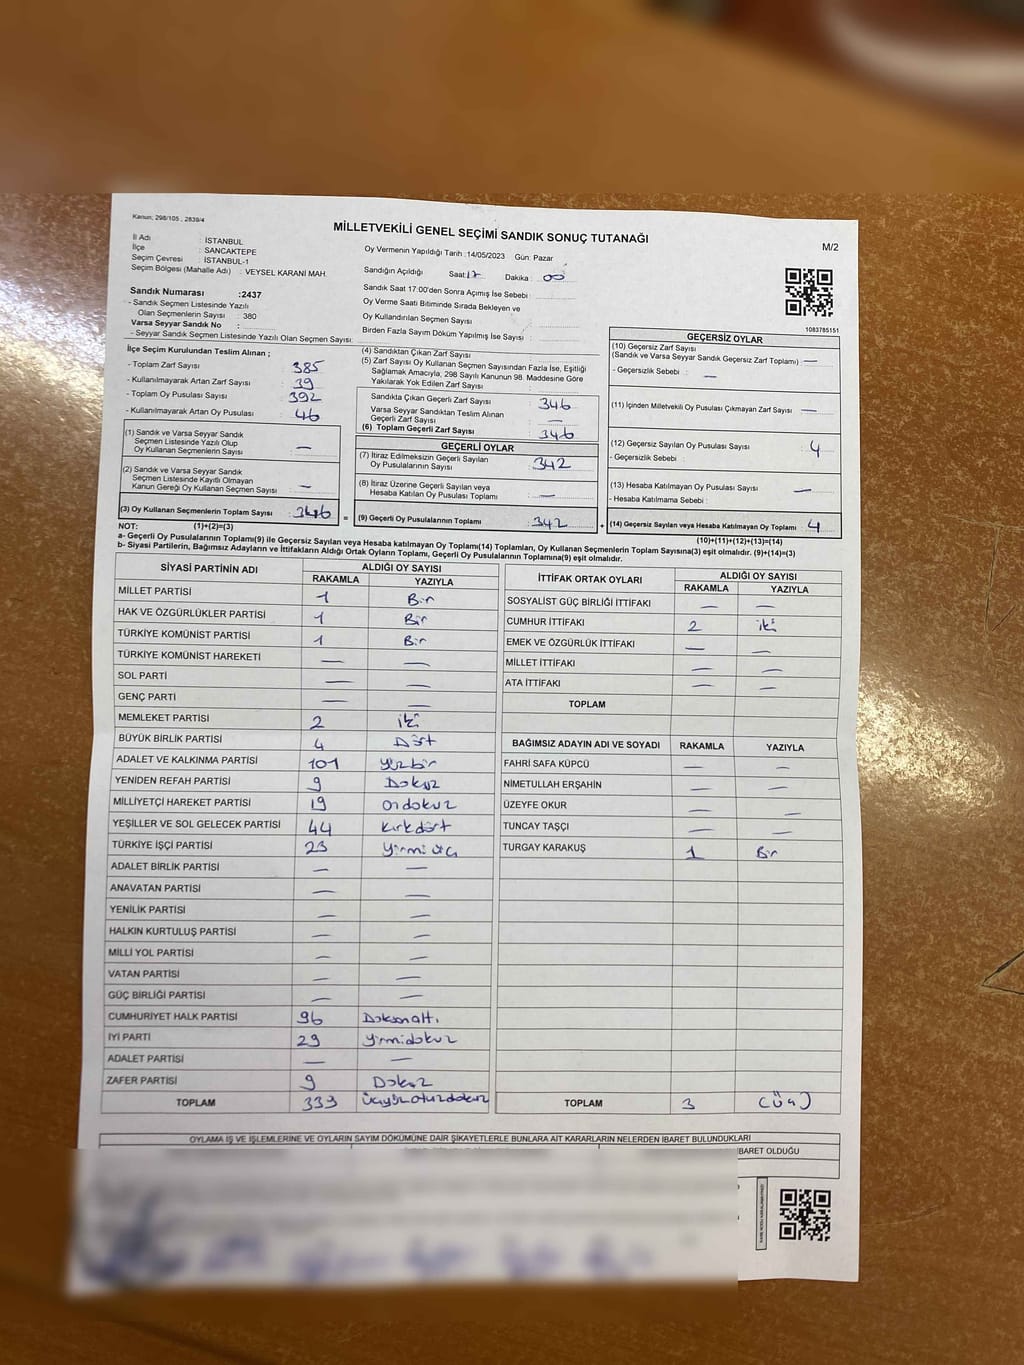 Kanun; 298/105 ; 2839/4
MİLLETVEKİLİ GENEL SEÇİMİ SANDIK SONUÇ TUTANAĞI
M/2
İl Adı : İSTANBUL
İlçe : SANCAKTEPE
Seçim Çevresi : İSTANBUL-1
Seçim Bölgesi (Mahalle Adı) : VEYSEL KARANİ MAH.
Oy Vermenin Yapıldığı Tarih :14/05/2023 Gün: Pazar
Sandığın Açıldığı Saat:17 Dakika : 00
Sandık Saat 17:00'den Sonra Açımış İse Sebebi :
Oy Verme Saati Bitiminde Sırada Bekleyen ve
Oy Kullandırılan Seçmen Sayısı :
Birden Fazla Sayım Döküm Yapılmış İse Sayısı :
1083785151
Sandık Numarası :2437
- Sandık Seçmen Listesinde Yazılı
Olan Seçmenlerin Sayısı : 380
Varsa Seyyar Sandık No :
- Seyyar Sandık Seçmen Listesinde Yazılı Olan Seçmen Sayısı:
İlçe Seçim Kurulundan Teslim Alınan ;
- Toplam Zarf Sayısı : 385
- Kullanılmayarak Artan Zarf Sayısı : 39
- Toplam Oy Pusulası Sayısı : 392
- Kullanılmayarak Artan Oy Pusulası : 46
(1) Sandık ve Varsa Seyyar Sandık
Seçmen Listesinde Yazılı Olup
Oy Kullanan Seçmenlerin Sayısı : —
(2) Sandık ve Varsa Seyyar Sandık
Seçmen Listesinde Kayıtlı Olmayan
Kanun Gereği Oy Kullanan Seçmen Sayısı : —
(3) Oy Kullanan Seçmenlerin Toplam Sayısı : 346
(4) Sandıktan Çıkan Zarf Sayısı :
(5) Zarf Sayısı Oy Kullanan Seçmen Sayısından Fazla İse, Eşitliği
Sağlamak Amacıyla, 298 Sayılı Kanunun 98. Maddesine Göre
Yakılarak Yok Edilen Zarf Sayısı :
Sandıkta Çıkan Geçerli Zarf Sayısı : 346
Varsa Seyyar Sandıktan Teslim Alınan
Geçerli Zarf Sayısı : —
(6) Toplam Geçerli Zarf Sayısı : 346
GEÇERLİ OYLAR
(7) İtiraz Edilmeksizin Geçerli Sayılan
Oy Pusulalarının Sayısı : 342
(8) İtiraz Üzerine Geçerli Sayılan veya
Hesaba Katılan Oy Pusulası Toplamı : —
= (9) Geçerli Oy Pusulalarının Toplamı : 342
GEÇERSİZ OYLAR
(10) Geçersiz Zarf Sayısı
(Sandık ve Varsa Seyyar Sandık Geçersiz Zarf Toplamı) : —
- Geçersizlik Sebebi : —
(11) İçinden Milletvekili Oy Pusulası Çıkmayan Zarf Sayısı : —
(12) Geçersiz Sayılan Oy Pusulası Sayısı : 4
- Geçersizlik Sebebi :
(13) Hesaba Katılmayan Oy Pusulası Sayısı : —
- Hesaba Katılmama Sebebi :
+ (14) Geçersiz Sayılan veya Hesaba Katılmayan Oy Toplamı : 4
NOT: (1)+(2)=(3)
(10)+(11)+(12)+(13)=(14)
a- Geçerli Oy Pusulalarının Toplamı(9) ile Geçersiz Sayılan veya Hesaba katılmayan Oy Toplamı(14) Toplamları, Oy Kullanan Seçmenlerin Toplam Sayısına(3) eşit olmalıdır. (9)+(14)=(3)
b- Siyasi Partilerin, Bağımsız Adayların ve İttifakların Aldığı Ortak Oyların Toplamı, Geçerli Oy Pusulalarının Toplamına(9) eşit olmalıdır.
SİYASİ PARTİNİN ADI ALDIĞI OY SAYISI
RAKAMLA YAZIYLA
MİLLET PARTİSİ 1 Bir
HAK VE ÖZGÜRLÜKLER PARTİSİ 1 Bir
TÜRKİYE KOMÜNİST PARTİSİ 1 Bir
TÜRKİYE KOMÜNİST HAREKETİ — —
SOL PARTİ — —
GENÇ PARTİ — —
MEMLEKET PARTİSİ 2 iki
BÜYÜK BİRLİK PARTİSİ 4 Dört
ADALET VE KALKINMA PARTİSİ 101 Yüzbir
YENİDEN REFAH PARTİSİ 9 Dokuz
MİLLİYETÇİ HAREKET PARTİSİ 19 Ondokuz
YEŞİLLER VE SOL GELECEK PARTİSİ 44 Kırkdört
TÜRKİYE İŞÇİ PARTİSİ 23 Yirmi üç
ADALET BİRLİK PARTİSİ — —
ANAVATAN PARTİSİ — —
YENİLİK PARTİSİ — —
HALKIN KURTULUŞ PARTİSİ — —
MİLLİ YOL PARTİSİ — —
VATAN PARTİSİ — —
GÜÇ BİRLİĞİ PARTİSİ — —
CUMHURİYET HALK PARTİSİ 96 Doksanaltı
İYİ PARTİ 29 Yirmidokuz
ADALET PARTİSİ — —
ZAFER PARTİSİ 9 Dokuz
TOPLAM 339 üçyüzotuzdokuz
İTTİFAK ORTAK OYLARI ALDIĞI OY SAYISI
RAKAMLA YAZIYLA
SOSYALİST GÜÇ BİRLİĞİ İTTİFAKI — —
CUMHUR İTTİFAKI 2 iki
EMEK VE ÖZGÜRLÜK İTTİFAKI — —
MİLLET İTTİFAKI — —
ATA İTTİFAKI — —
TOPLAM
BAĞIMSIZ ADAYIN ADI VE SOYADI RAKAMLA YAZIYLA
FAHRİ SAFA KÜPCÜ — —
NİMETULLAH ERŞAHİN — —
ÜZEYFE OKUR — —
TUNCAY TAŞÇI — —
TURGAY KARAKUŞ 1 Bir
TOPLAM 3 (üç)
OYLAMA İŞ VE İŞLEMLERİNE VE OYLARIN SAYIM DÖKÜMÜNE DAİR ŞİKAYETLERLE BUNLARA AİT KARARLARIN NELERDEN İBARET BULUNDUKLARI
İBARET OLDUĞU